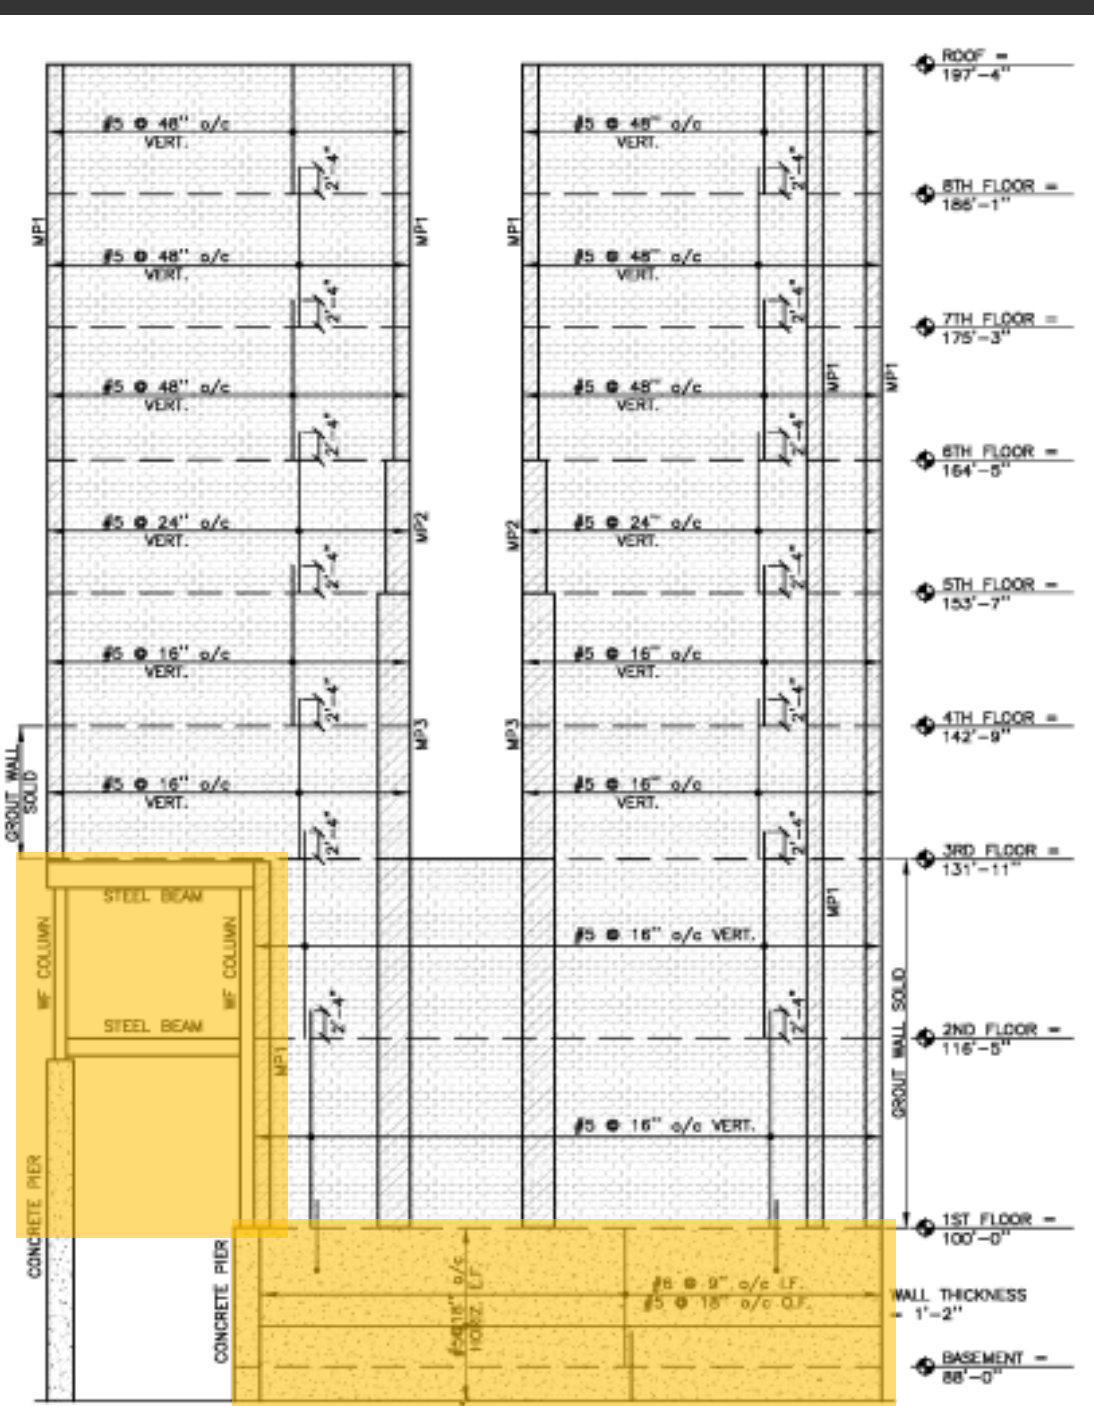 ROOF =
197'-4"
#5 @ 48" o/c
VERT.
#5 @ 48" o/c
VERT.
2'-4"
2'-4"
8TH FLOOR =
186'-1"
MP1
MP1
MP1
#5 @ 48" o/c
VERT.
#5 @ 48" o/c
VERT.
2'-4"
2'-4"
7TH FLOOR =
175'-3"
MP1
MP1
#5 @ 48" o/c
VERT.
#5 @ 48" o/c
VERT.
2'-4"
2'-4"
6TH FLOOR =
164'-5"
#5 @ 24" o/c
VERT.
MP2
MP2
#5 @ 24" o/c
VERT.
2'-4"
2'-4"
5TH FLOOR =
153'-7"
#5 @ 16" o/c
VERT.
#5 @ 16" o/c
VERT.
2'-4"
2'-4"
4TH FLOOR =
142'-9"
MP3
MP3
GROUT WALL
SOLID
#5 @ 16" o/c
VERT.
#5 @ 16" o/c
VERT.
2'-4"
2'-4"
3RD FLOOR =
131'-11"
STEEL BEAM
MP1
WF COLUMN
WF COLUMN
#5 @ 16" o/c VERT.
STEEL BEAM
2'-4"
2'-4"
GROUT WALL SOLID
2ND FLOOR =
116'-5"
MP1
#5 @ 16" o/c VERT.
CONCRETE PIER
1ST FLOOR =
100'-0"
CONCRETE PIER
o/c
HORZ. E.F.
#6 @ 9" o/c I.F.
#5 @ 18" o/c O.F.
WALL THICKNESS
= 1'-2"
BASEMENT =
88'-0"